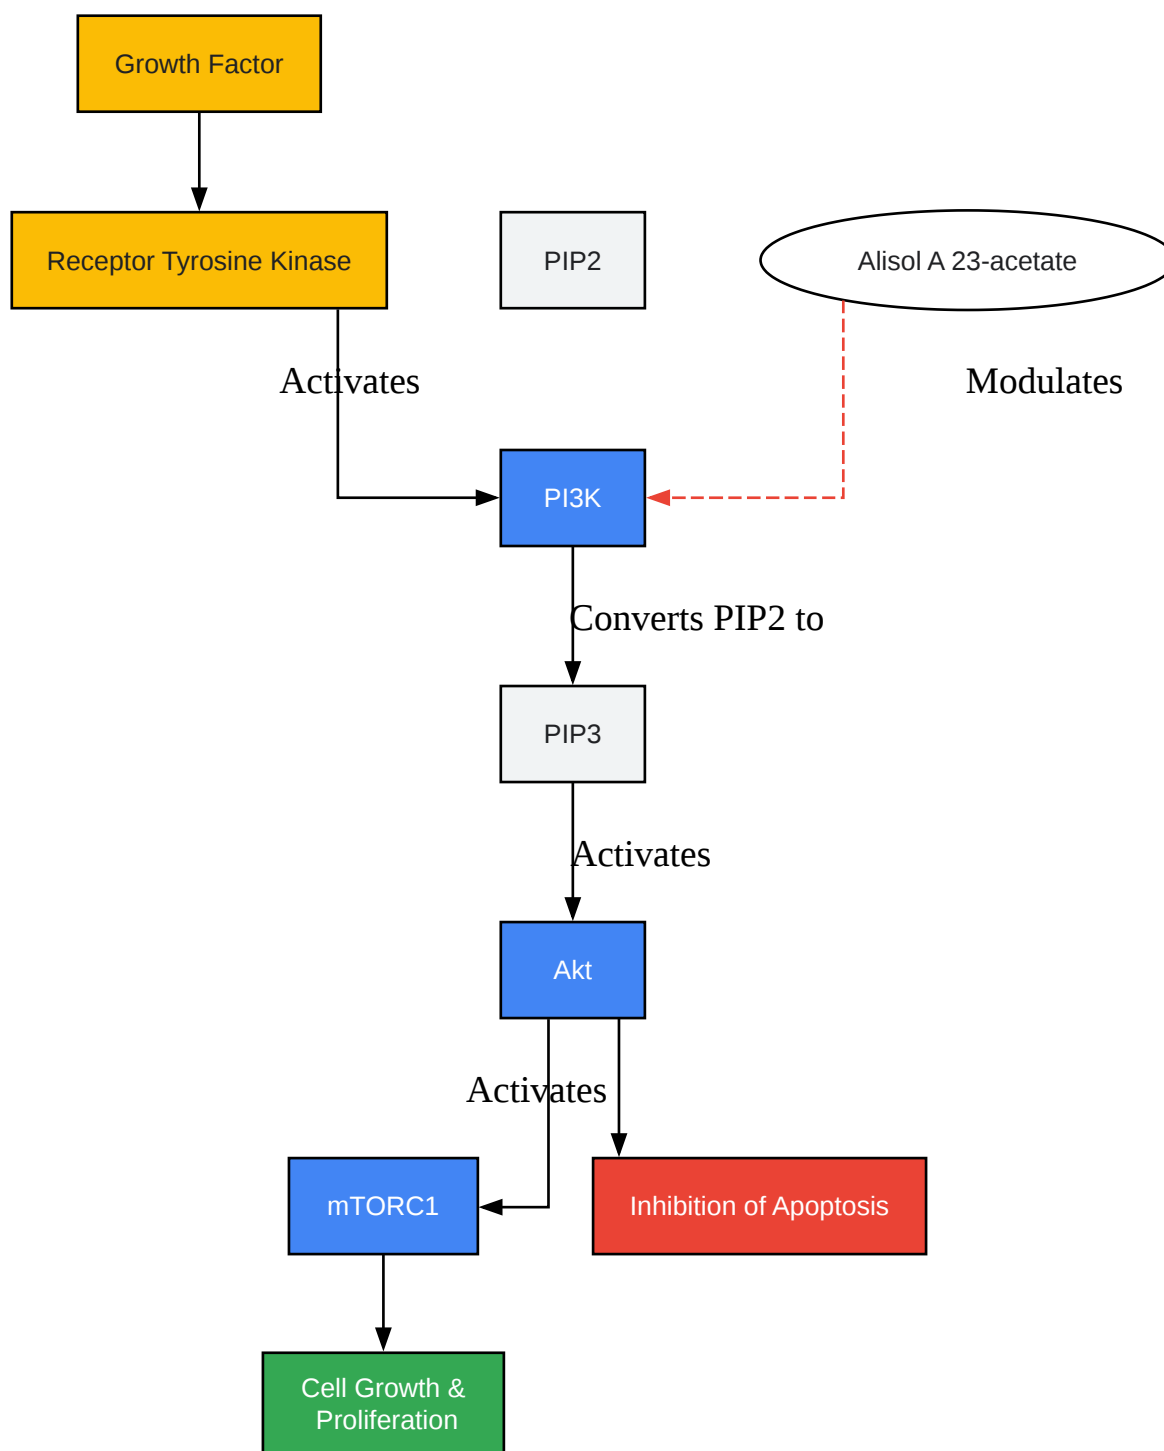 Growth Factor
Receptor Tyrosine Kinase
PIP2
Alisol A 23-acetate
Activates
Modulates
PI3K
Converts PIP2 to
PIP3
Activates
Akt
Activates
mTORC1
Inhibition of Apoptosis
Cell Growth &
Proliferation